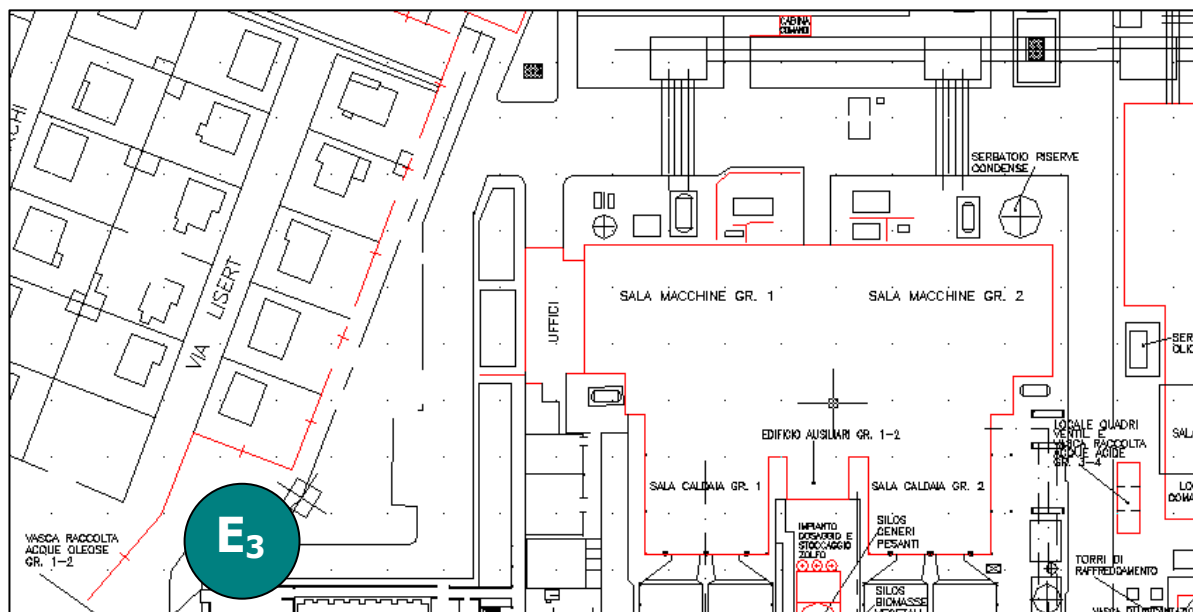 CABINA
COMANDI
SERBATOIO RISERVE
CONDENSE
SALA MACCHINE GR. 1
SALA MACCHINE GR. 2
VIA LISERT
UFFICI
EDIFICIO AUSILIARI GR. 1-2
LOCALE QUADRI
VENTIL E
VASCA RACCOLTA
ACQUE ACIDE
GR. 3-4
SALA CALDAIA GR. 1
SALA CALDAIA GR. 2
E3
VASCA RACCOLTA
ACQUE OLEOSE
GR. 1-2
IMPIANTO
DOSAGGIO E
STOCCAGGIO
ZOLFO
SILOS
CENERI
PESANTI
TORRI DI
RAFFREDDAMENTO
SILOS
BIOMASSE